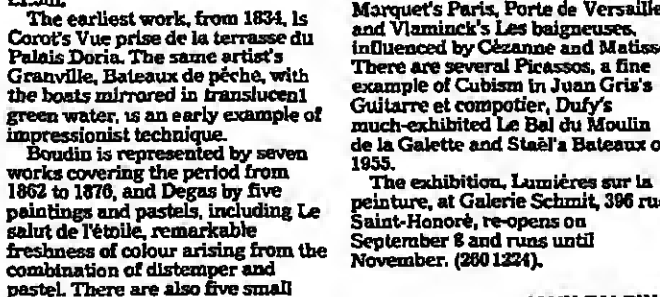 The earliest work, from 1834, is
Corot's Vue prise de la terrasse du
Palais Doria. The same artist's
Granville, Bateaux de pêche, with
the boats mirrored in translucent
green water, is an early example of
impressionist technique.
Boudin is represented by seven
works covering the period from
1862 to 1876, and Degas by five
paintings and pastels, including Le
salut de l'étoile, remarkable
freshness of colour arising from the
combination of distemper and
pastel. There are also five small
Marquet's Paris, Porte de Versaille
and Vlaminck's Les baigneuses,
influenced by Cèzanne and Matiss
There are several Picassos, a fine
example of Cubism in Juan Gris's
Guitarre et compotier, Dufy's
much-exhibited Le Bal du Moulin
de la Galette and Staël's Bateaux o
1955.
The exhibition, Lumières sur la
peinture, at Galerie Schmit, 396 ru
Saint-Honoré, re-opens on
September 8 and runs until
November. (260 1224).